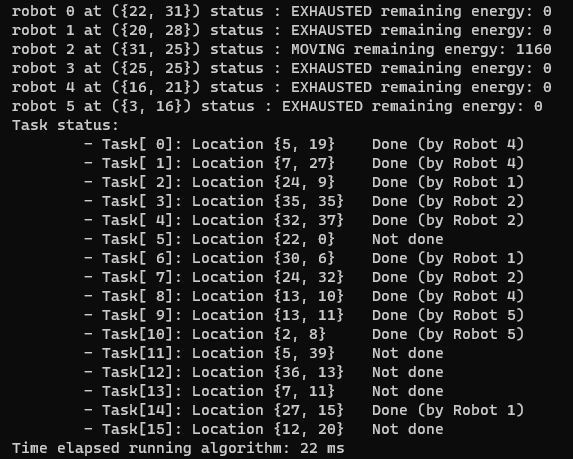 robot 0 at ({22, 31}) status : EXHAUSTED remaining energy: 0
robot 1 at ({20, 28}) status : EXHAUSTED remaining energy: 0
robot 2 at ({31, 25}) status : MOVING remaining energy: 1160
robot 3 at ({25, 25}) status : EXHAUSTED remaining energy: 0
robot 4 at ({16, 21}) status : EXHAUSTED remaining energy: 0
robot 5 at ({3, 16}) status : EXHAUSTED remaining energy: 0
Task status:
- Task[ 0]: Location {5, 19}    Done (by Robot 4)
- Task[ 1]: Location {7, 27}    Done (by Robot 4)
- Task[ 2]: Location {24, 9}    Done (by Robot 1)
- Task[ 3]: Location {35, 35}   Done (by Robot 2)
- Task[ 4]: Location {32, 37}   Done (by Robot 2)
- Task[ 5]: Location {22, 0}    Not done
- Task[ 6]: Location {30, 6}    Done (by Robot 1)
- Task[ 7]: Location {24, 32}   Done (by Robot 2)
- Task[ 8]: Location {13, 10}   Done (by Robot 4)
- Task[ 9]: Location {13, 11}   Done (by Robot 5)
- Task[10]: Location {2, 8}     Done (by Robot 5)
- Task[11]: Location {5, 39}    Not done
- Task[12]: Location {36, 13}   Not done
- Task[13]: Location {7, 11}    Not done
- Task[14]: Location {27, 15}   Done (by Robot 1)
- Task[15]: Location {12, 20}   Not done
Time elapsed running algorithm: 22 ms